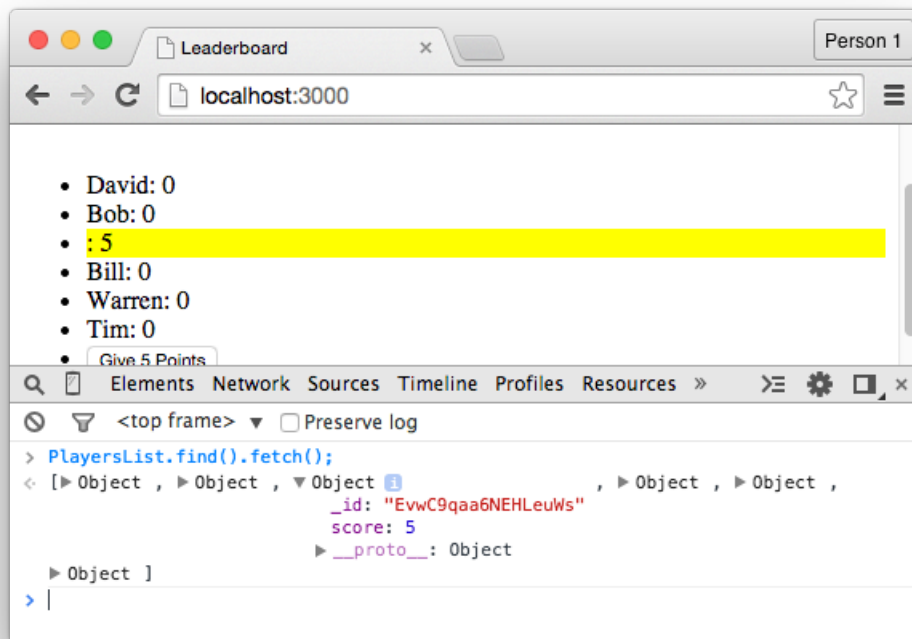 Leaderboard ×
Person 1
localhost:3000
• David: 0
• Bob: 0
• : 5
• Bill: 0
• Warren: 0
• Tim: 0
• Give 5 Points
Elements Network Sources Timeline Profiles Resources » ×
<top frame> ▼ Preserve log
> PlayersList.find().fetch();
[▶ Object , ▶ Object , ▼ Object i , ▶ Object , ▶ Object ,
_id: "EvwC9qaa6NEHLeuWs"
score: 5
▶ __proto__: Object
▶ Object ]
>